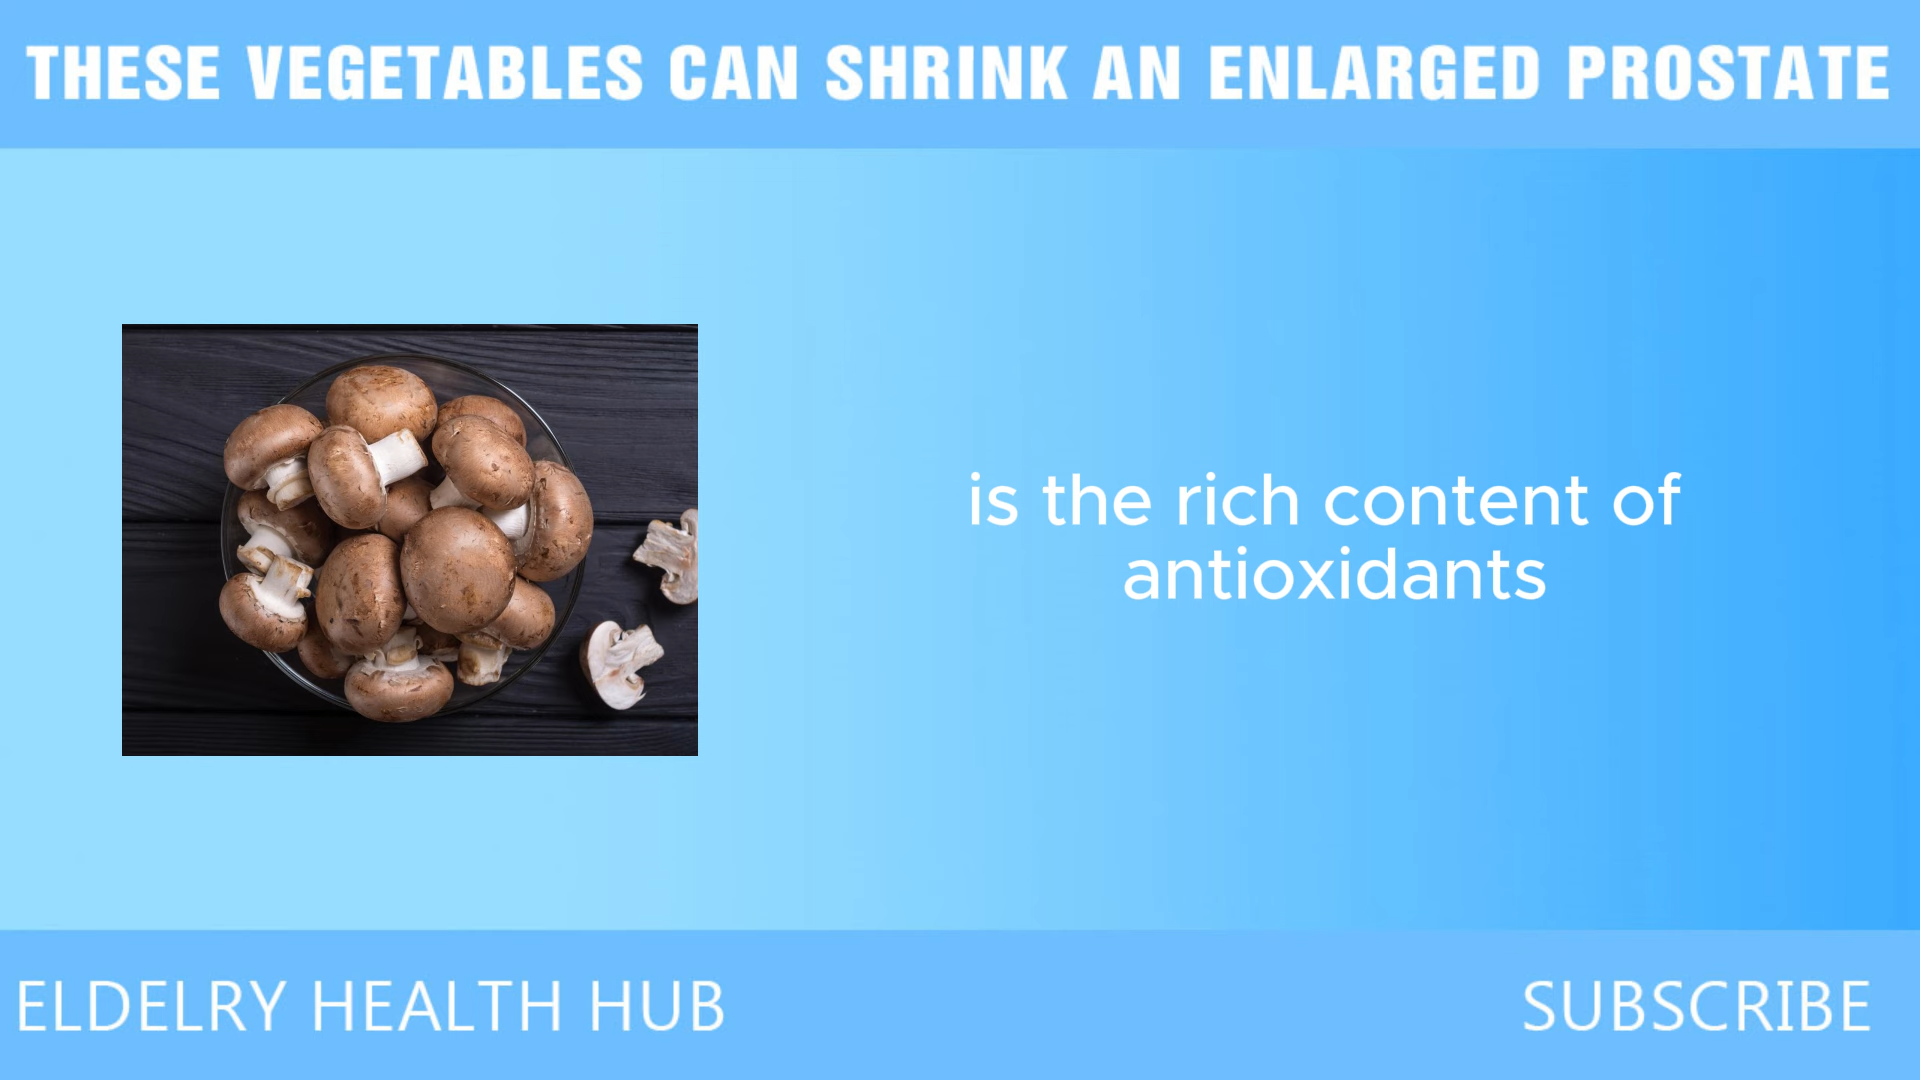 THESE VEGETABLES CAN SHRINK AN ENLARGED PROSTATE
is the rich content of
antioxidants
ELDELRY HEALTH HUB
SUBSCRIBE